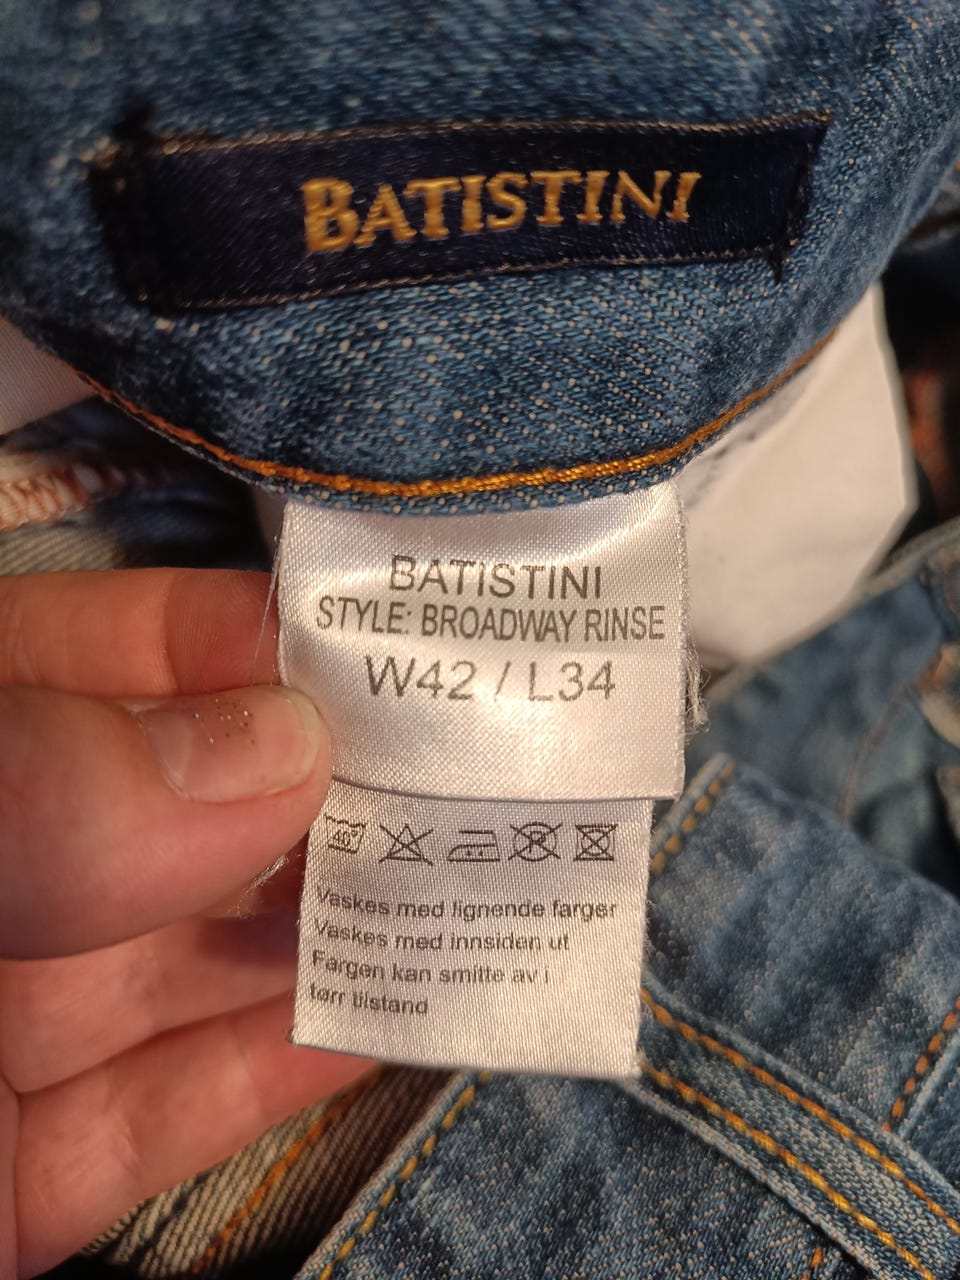 BATISTINI
BATISTINI
STYLE: BROADWAY RINSE
W42 / L34
40°
Vaskes med lignende farger
Vaskes med innsiden ut
Fargen kan smitte av i
tørr tilstand